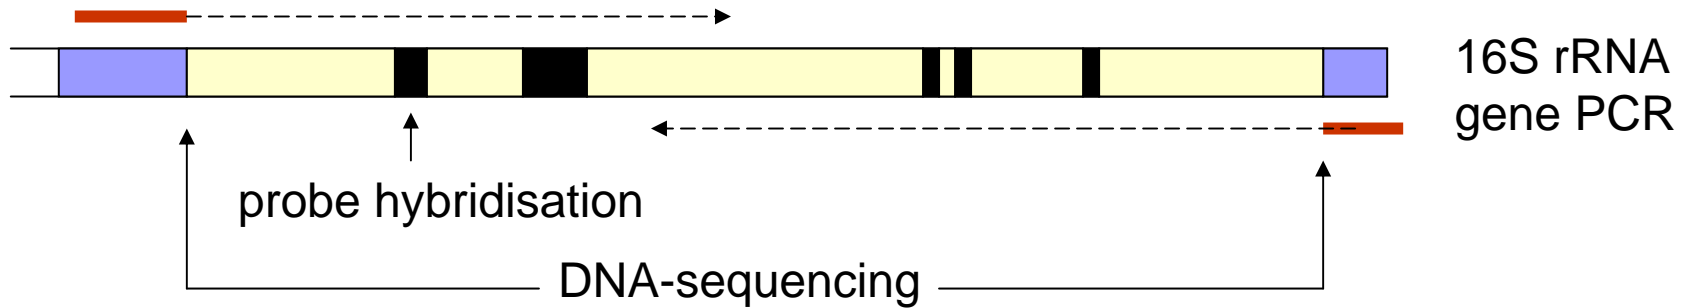 16S rRNA
gene PCR
probe hybridisation
DNA-sequencing